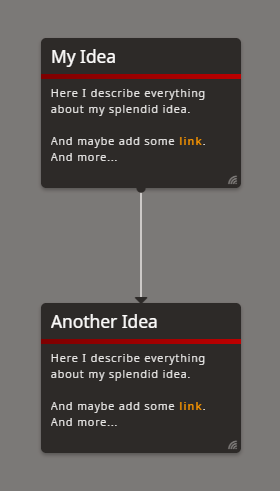 My Idea
Here I describe everything
about my splendid idea.
And maybe add some link.
And more...
Another Idea
Here I describe everything
about my splendid idea.
And maybe add some link.
And more...